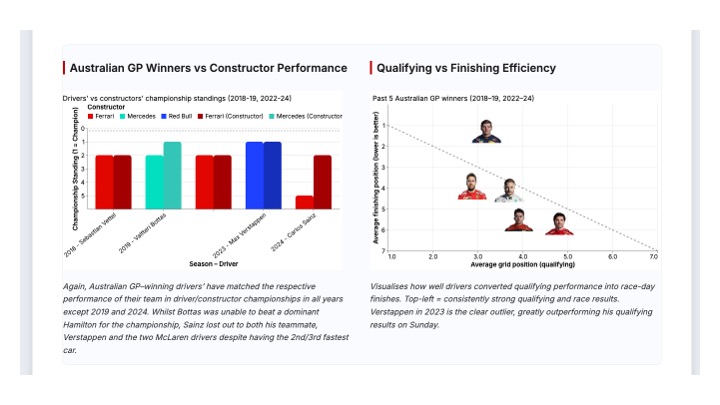 Australian GP Winners vs Constructor Performance
Drivers' vs constructors' championship standings (2018-19, 2022-24)
Constructor
Ferrari Mercedes Red Bull Ferrari (Constructor) Mercedes (Constructor
Championship Standing (1 = Champion)
0
1
2
3
4
5
2018 - Sebastian Vettel
2019 - Valtteri Bottas
2023 - Max Verstappen
2024 - Carlos Sainz
Season – Driver
Again, Australian GP–winning drivers' have matched the respective
performance of their team in driver/constructor championships in all years
except 2019 and 2024. Whilst Bottas was unable to beat a dominant
Hamilton for the championship, Sainz lost out to both his teammate,
Verstappen and the two McLaren drivers despite having the 2nd/3rd fastest
car.
Qualifying vs Finishing Efficiency
Past 5 Australian GP winners (2018–19, 2022–24)
Average finishing position (lower is better)
1
2
3
4
5
6
7
1.0 2.0 3.0 4.0 5.0 6.0 7.0
Average grid position (qualifying)
Visualises how well drivers converted qualifying performance into race-day
finishes. Top-left = consistently strong qualifying and race results.
Verstappen in 2023 is the clear outlier, greatly outperforming his qualifying
results on Sunday.